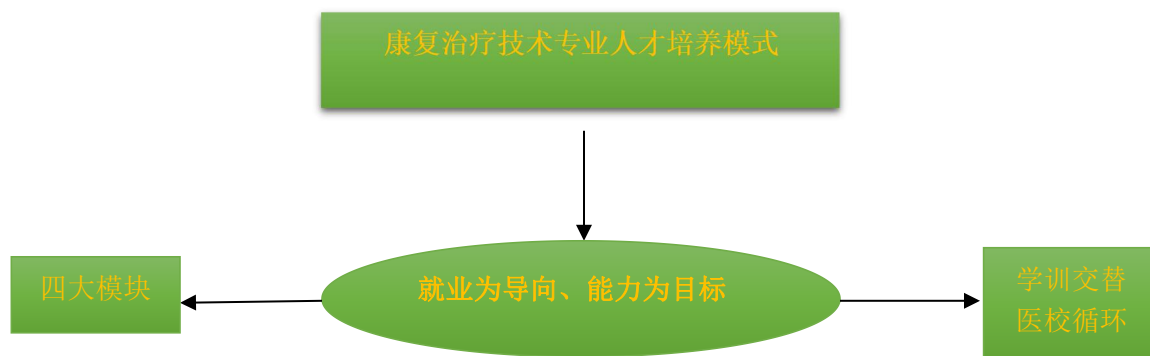 康复治疗技术专业人才培养模式
四大模块
就业为导向、能力为目标
学训交替
医校循环